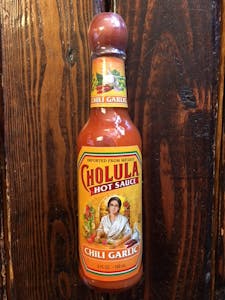 CHILI GARLIC
IMPORTED FROM MEXICO
CHOLULA
HOT SAUCE
CHILI GARLIC